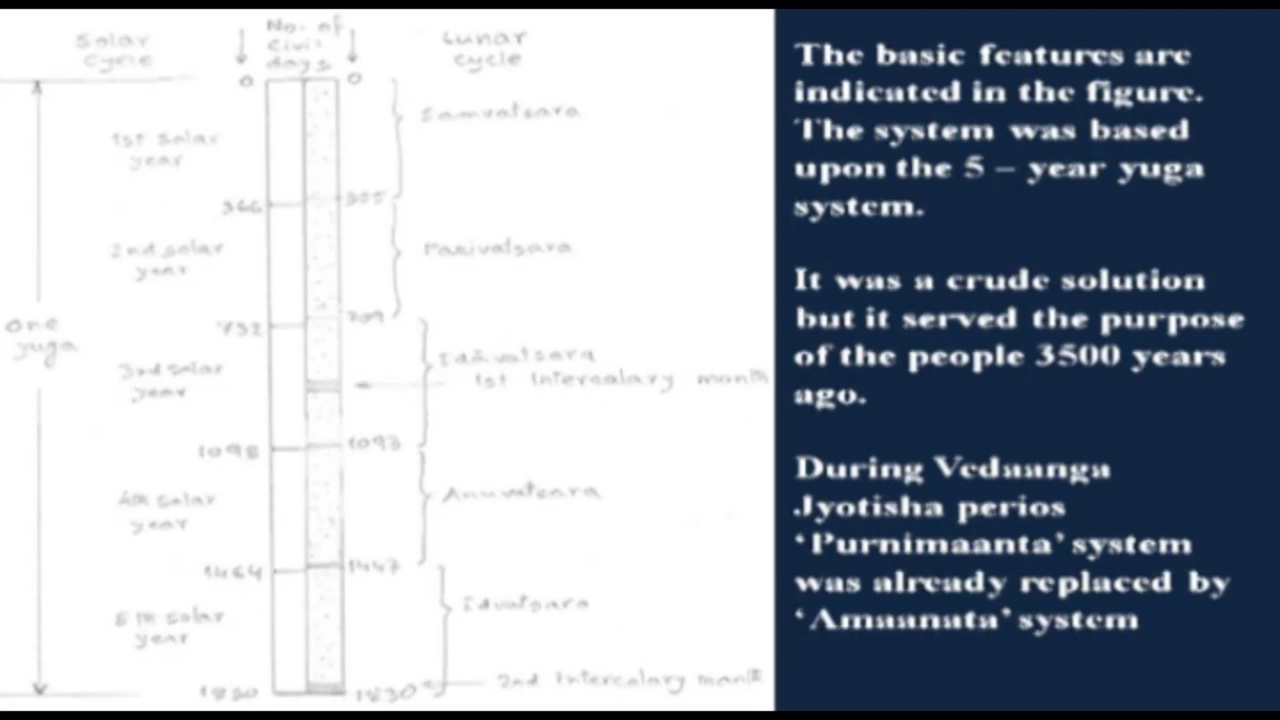 Solar
cycle
No. of
civil
days
Lunar
cycle
0
0
1st solar
year
Samvatsara
366
355
2nd solar
year
Parivatsara
732
709
one
yuga
3rd solar
year
Idavatsara
1st Intercalary month
1098
1093
4th solar
year
Anuvatsara
1464
1447
5th solar
year
Idvatsara
1830
1830
2nd Intercalary month
The basic features are
indicated in the figure.
The system was based
upon the 5 – year yuga
system.
It was a crude solution
but it served the purpose
of the people 3500 years
ago.
During Vedaanga
Jyotisha perios
‘Purnimaanta’ system
was already replaced by
‘Amaanata’ system